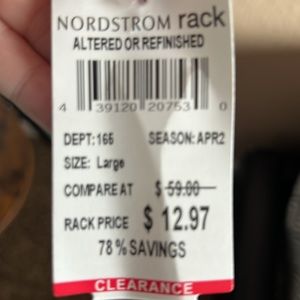 NORDSTROM rack
ALTERED OR REFINISHED
4 39120 20753 0
DEPT:166 SEASON:APR2
SIZE: Large
COMPARE AT $ 59.00
RACK PRICE $ 12.97
78% SAVINGS
CLEARANCE